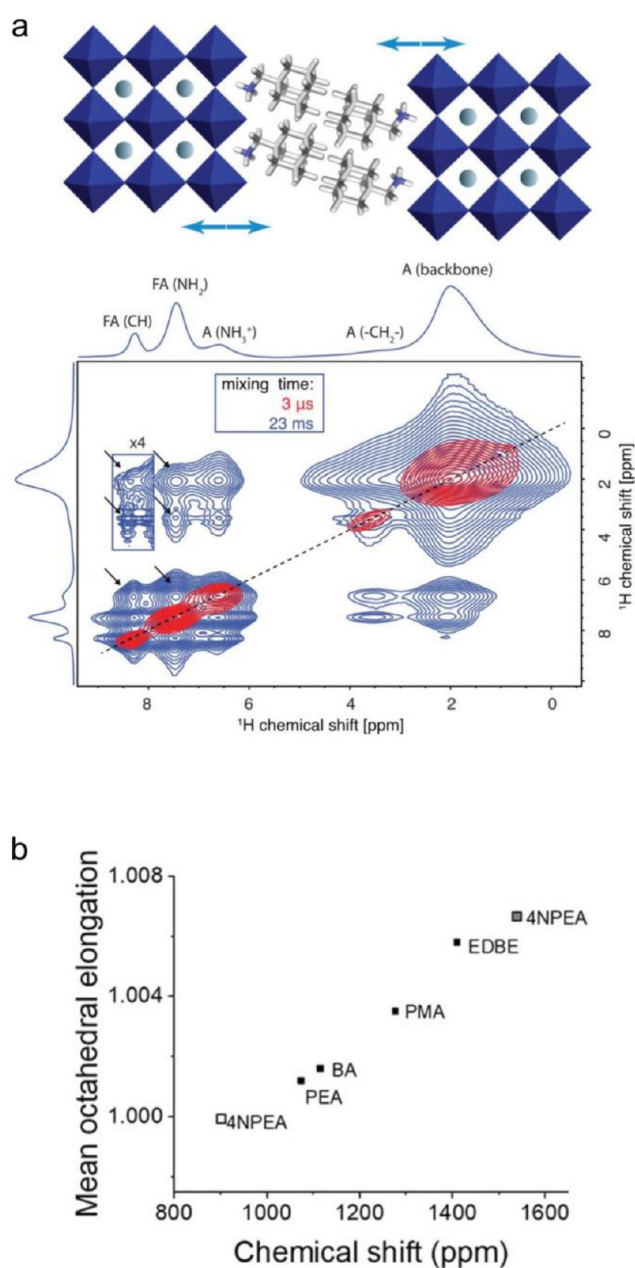 a
A (backbone)
FA (NH2)
FA (CH)
A (NH3+)
A (-CH2-)
mixing time:
3 µs
23 ms
x4
0
2
4
6
8
¹H chemical shift [ppm]
8 6 4 2 0
¹H chemical shift [ppm]
b
1.008
1.004
1.000
Mean octahedral elongation
4NPEA
EDBE
PMA
BA
PEA
4NPEA
800 1000 1200 1400 1600
Chemical shift (ppm)